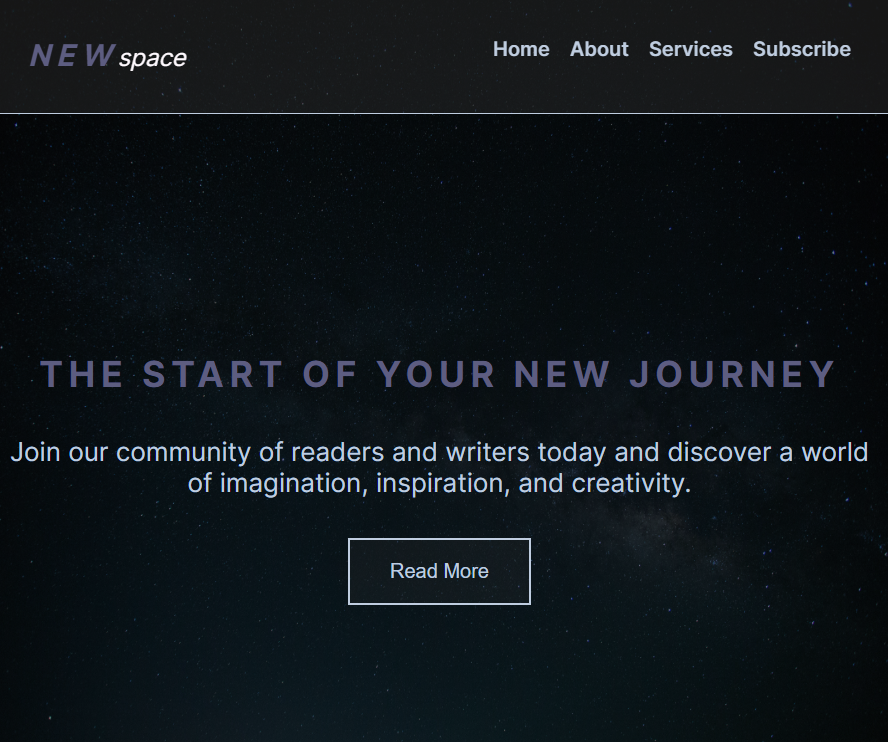 NEW space
Home About Services Subscribe
THE START OF YOUR NEW JOURNEY
Join our community of readers and writers today and discover a world
of imagination, inspiration, and creativity.
Read More